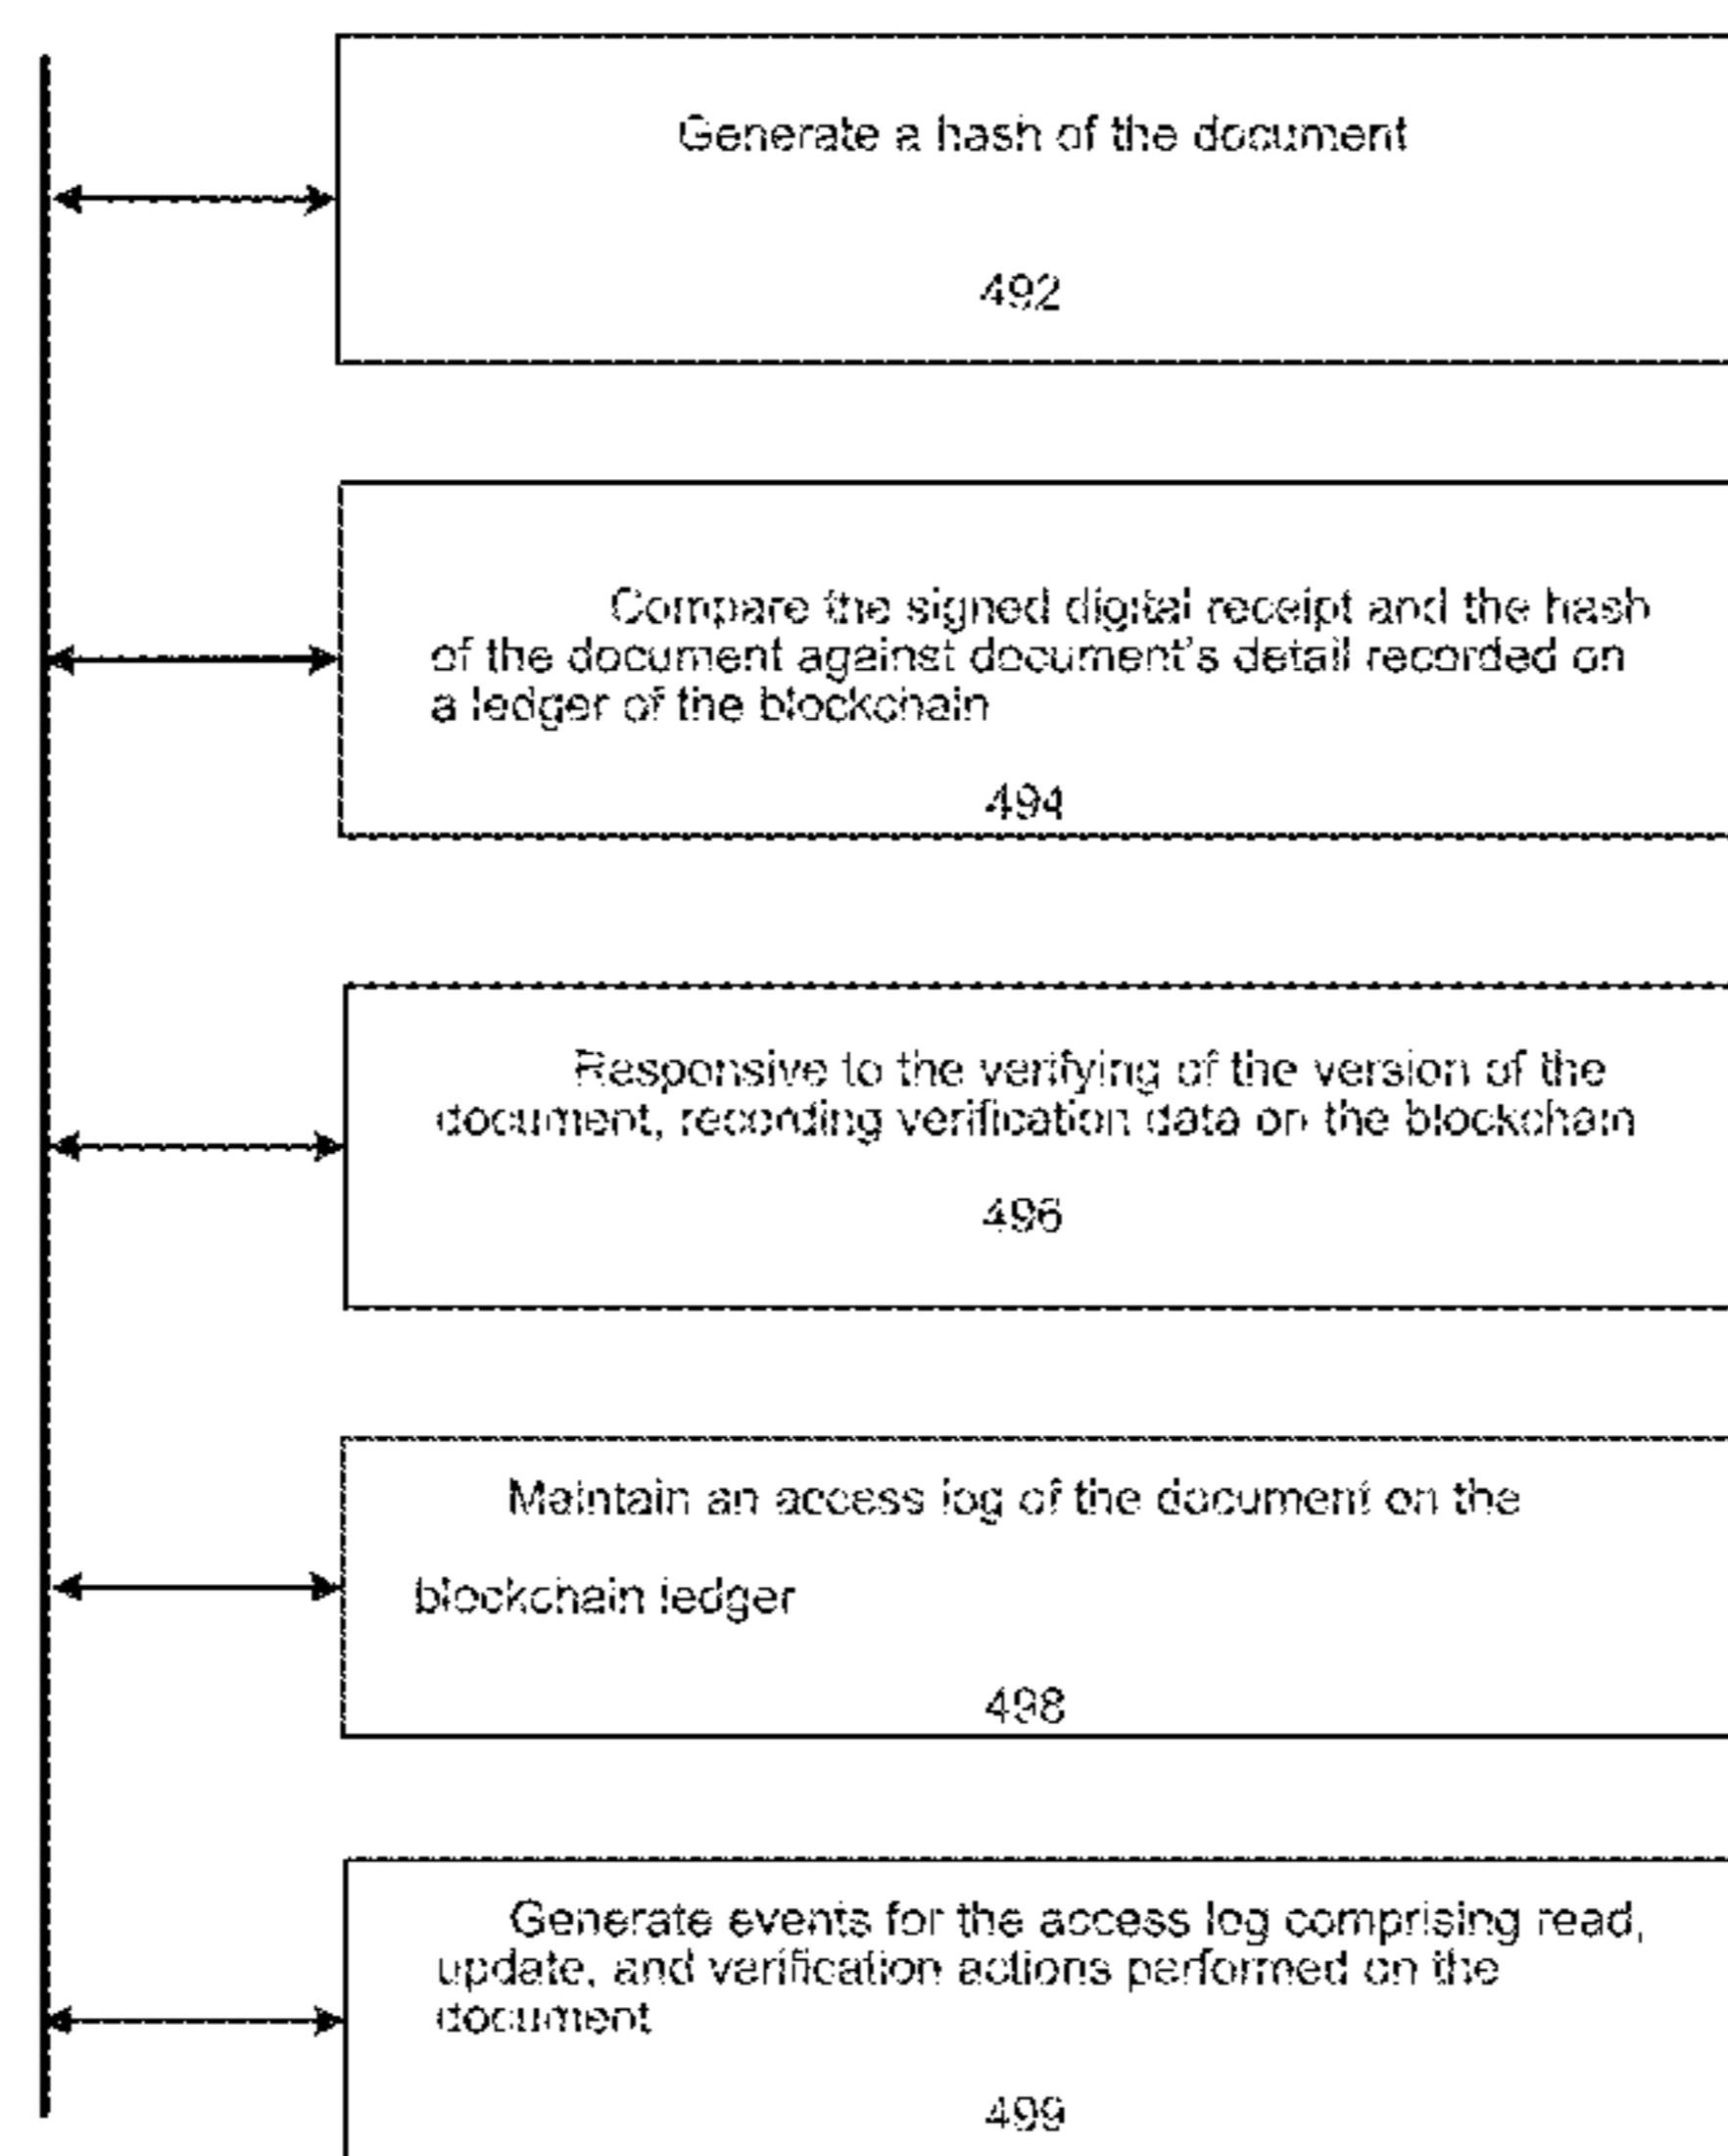 Generate a hash of the document
492
Compare the signed digital receipt and the hash
of the document against document's detail recorded on
a ledger of the blockchain
494
Responsive to the verifying of the version of the
document, recording verification data on the blockchain
496
Maintain an access log of the document on the
blockchain ledger
498
Generate events for the access log comprising read,
update, and verification actions performed on the
document
499